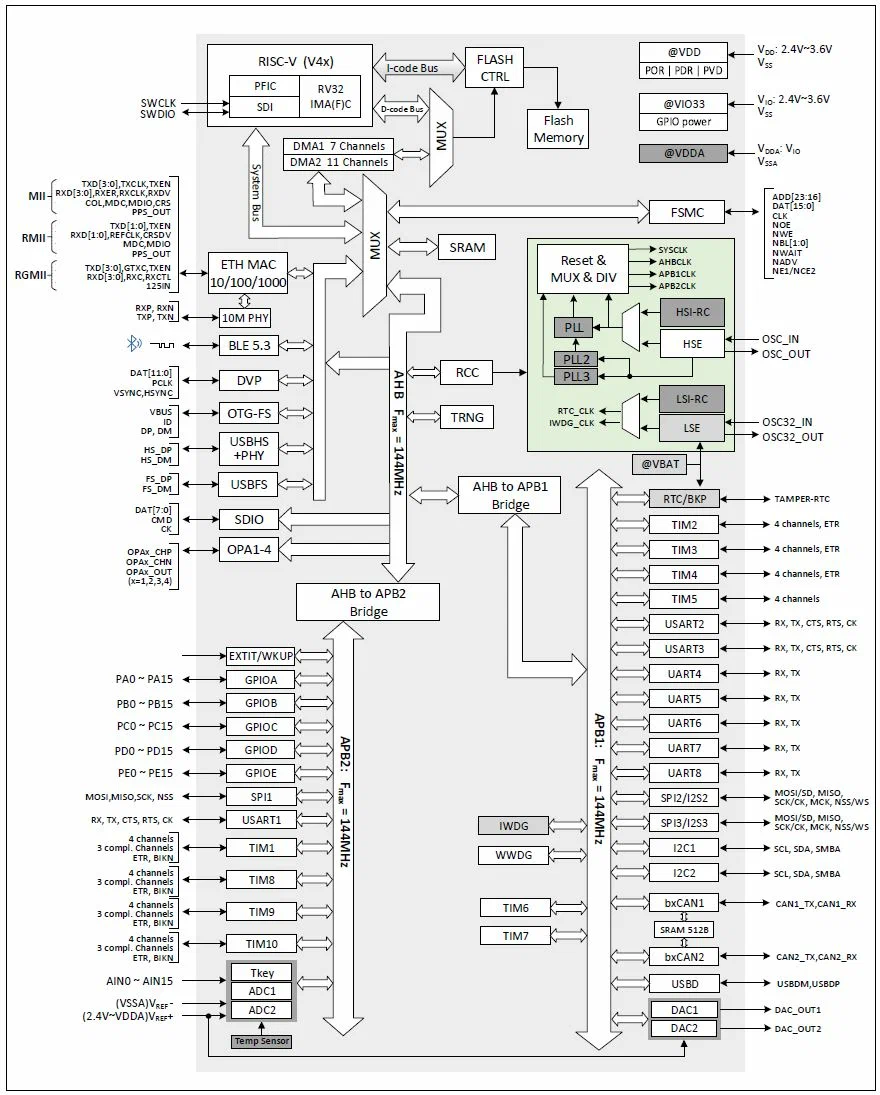 RISC-V (V4x)
PFIC
SDI
RV32
IMA(F)C
SWCLK
SWDIO
I-code Bus
D-code Bus
System Bus
FLASH
CTRL
Flash
Memory
MUX
DMA1 7 Channels
DMA2 11 Channels
MUX
@VDD
POR | PDR | PVD
VDD: 2.4V~3.6V
VSS
@VIO33
GPIO power
VIO: 2.4V~3.6V
VSS
@VDDA
VDDA: VIO
VSSA
MII
TXD[3:0],TXCLK,TXEN
RXD[3:0],RXER,RXCLK,RXDV
COL,MDC,MDIO,CRS
PPS_OUT
RMII
TXD[1:0],TXEN
RXD[1:0],REFCLK,CRSDV
MDC,MDIO
PPS_OUT
RGMII
TXD[3:0],GTXC,TXEN
RXD[3:0],RXC,RXCTL
125IN
ETH MAC
10/100/1000
RXP, RXN
TXP, TXN
10M PHY
BLE 5.3
DAT[11:0]
PCLK
VSYNC,HSYNC
DVP
VBUS
ID
DP, DM
OTG-FS
HS_DP
HS_DM
USBHS
+PHY
FS_DP
FS_DM
USBFS
DAT[7:0]
CMD
CK
SDIO
OPAx_CHP
OPAx_CHN
OPAx_OUT
(x=1,2,3,4)
OPA1-4
FSMC
ADD[23:16]
DAT[15:0]
CLK
NOE
NWE
NBL[1:0]
NWAIT
NADV
NE1/NCE2
SRAM
RCC
TRNG
AHB Fmax = 144MHz
Reset &
MUX & DIV
SYSCLK
AHBCLK
APB1CLK
APB2CLK
HSI-RC
PLL
HSE
OSC_IN
OSC_OUT
PLL2
PLL3
LSI-RC
RTC_CLK
IWDG_CLK
LSE
OSC32_IN
OSC32_OUT
@VBAT
AHB to APB1
Bridge
AHB to APB2
Bridge
RTC/BKP
TAMPER-RTC
TIM2
4 channels, ETR
TIM3
4 channels, ETR
TIM4
4 channels, ETR
TIM5
4 channels
USART2
RX, TX, CTS, RTS, CK
USART3
RX, TX, CTS, RTS, CK
UART4
RX, TX
UART5
RX, TX
UART6
RX, TX
UART7
RX, TX
UART8
RX, TX
SPI2/I2S2
MOSI/SD, MISO,
SCK/CK, MCK, NSS/WS
SPI3/I2S3
MOSI/SD, MISO,
SCK/CK, MCK, NSS/WS
I2C1
SCL, SDA, SMBA
I2C2
SCL, SDA, SMBA
bxCAN1
CAN1_TX,CAN1_RX
SRAM 512B
bxCAN2
CAN2_TX,CAN2_RX
USBD
USBDM,USBDP
DAC1
DAC_OUT1
DAC2
DAC_OUT2
APB1: Fmax = 144MHz
IWDG
WWDG
TIM6
TIM7
APB2: Fmax = 144MHz
EXTIT/WKUP
PA0 ~ PA15
GPIOA
PB0 ~ PB15
GPIOB
PC0 ~ PC15
GPIOC
PD0 ~ PD15
GPIOD
PE0 ~ PE15
GPIOE
MOSI,MISO,SCK, NSS
SPI1
RX, TX, CTS, RTS, CK
USART1
4 channels
3 compl. Channels
ETR, BIKN
TIM1
4 channels
3 compl. Channels
ETR, BIKN
TIM8
4 channels
3 compl. Channels
ETR, BIKN
TIM9
4 channels
3 compl. Channels
ETR, BIKN
TIM10
Tkey
AIN0 ~ AIN15
ADC1
(VSSA)VREF-
ADC2
(2.4V~VDDA)VREF+
Temp Sensor